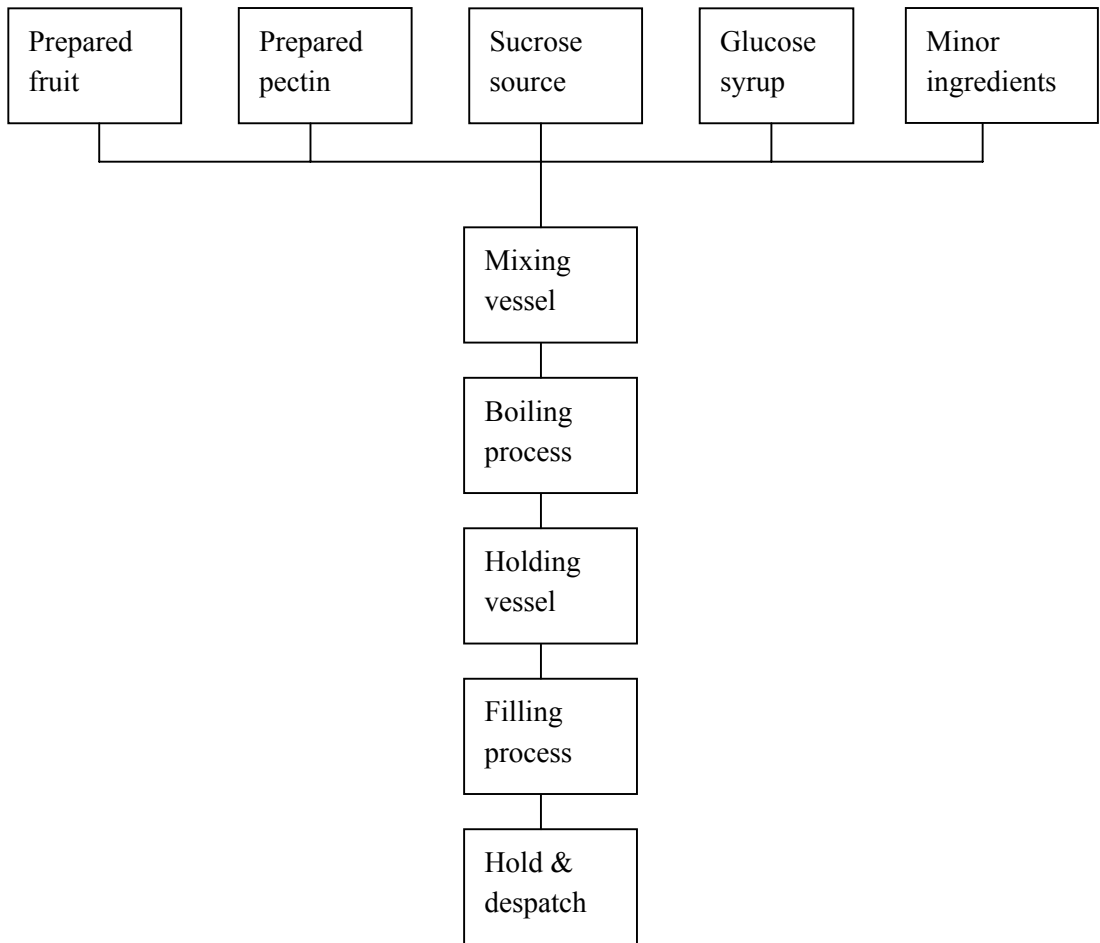 Prepared
fruit
Prepared
pectin
Sucrose
source
Glucose
syrup
Minor
ingredients
Mixing
vessel
Boiling
process
Holding
vessel
Filling
process
Hold &
despatch